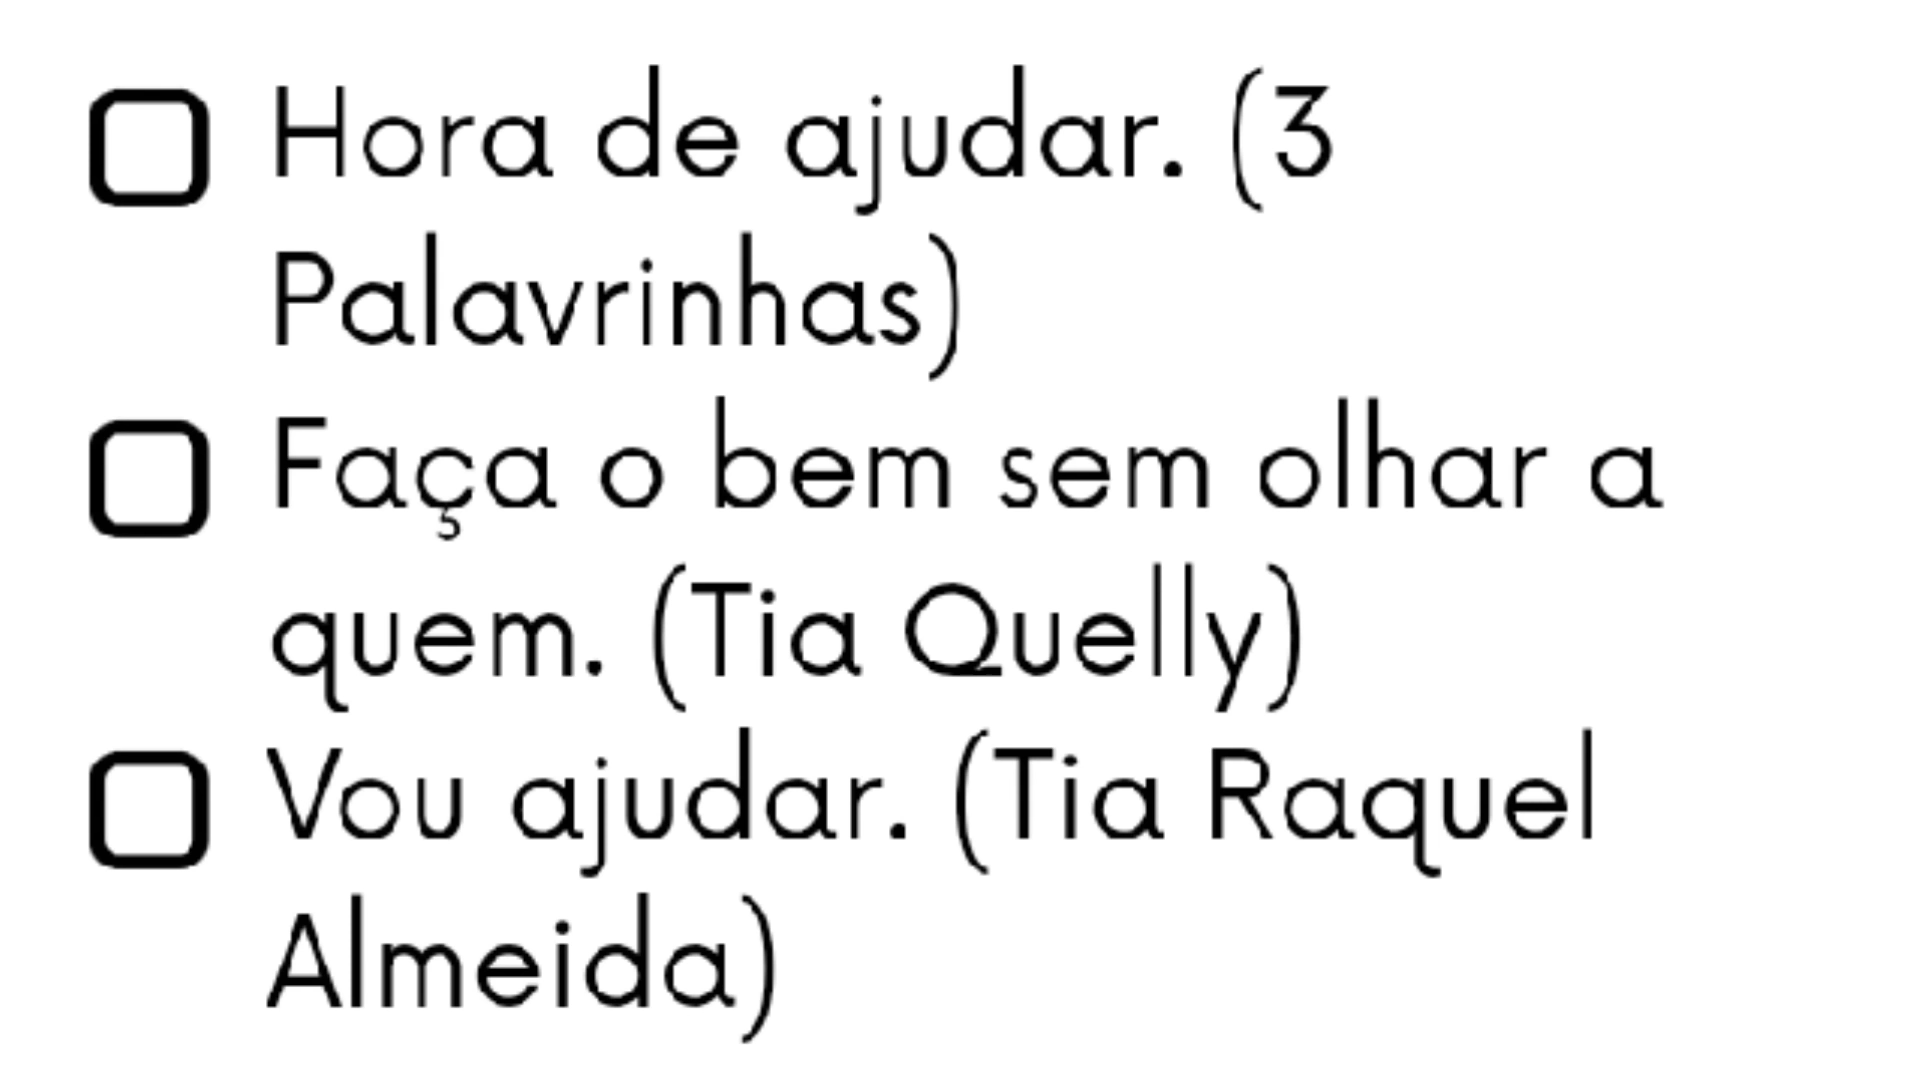 Hora de ajudar. (3
Palavrinhas)
Faça o bem sem olhar a
quem. (Tia Quelly)
Vou ajudar. (Tia Raquel
Almeida)